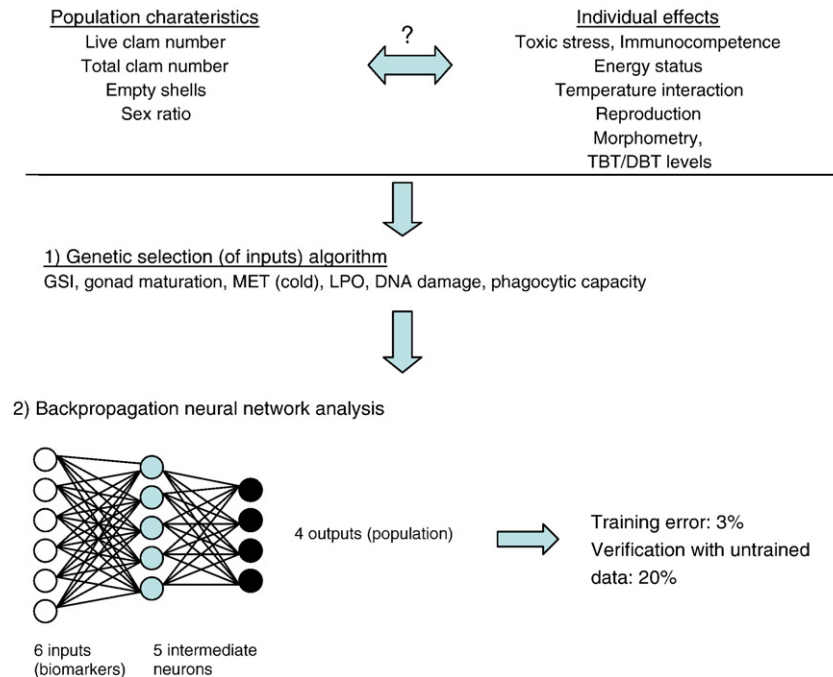 Population charateristics
Live clam number
Total clam number
Empty shells
Sex ratio
?
Individual effects
Toxic stress, Immunocompetence
Energy status
Temperature interaction
Reproduction
Morphometry,
TBT/DBT levels
1) Genetic selection (of inputs) algorithm
GSI, gonad maturation, MET (cold), LPO, DNA damage, phagocytic capacity
2) Backpropagation neural network analysis
4 outputs (population)
Training error: 3%
Verification with untrained
data: 20%
6 inputs
(biomarkers)
5 intermediate
neurons